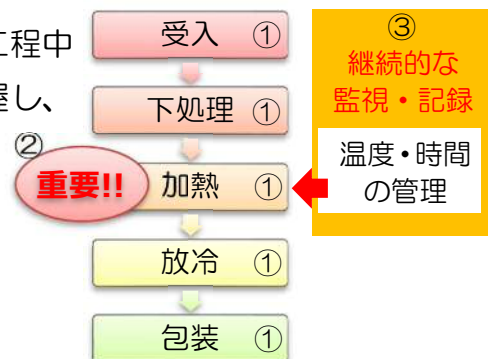 工程中
握し、
受入 ①
下処理 ①
②
重要!!
加熱 ①
放冷 ①
包装 ①
③
継続的な
監視・記録
温度・時間
の管理